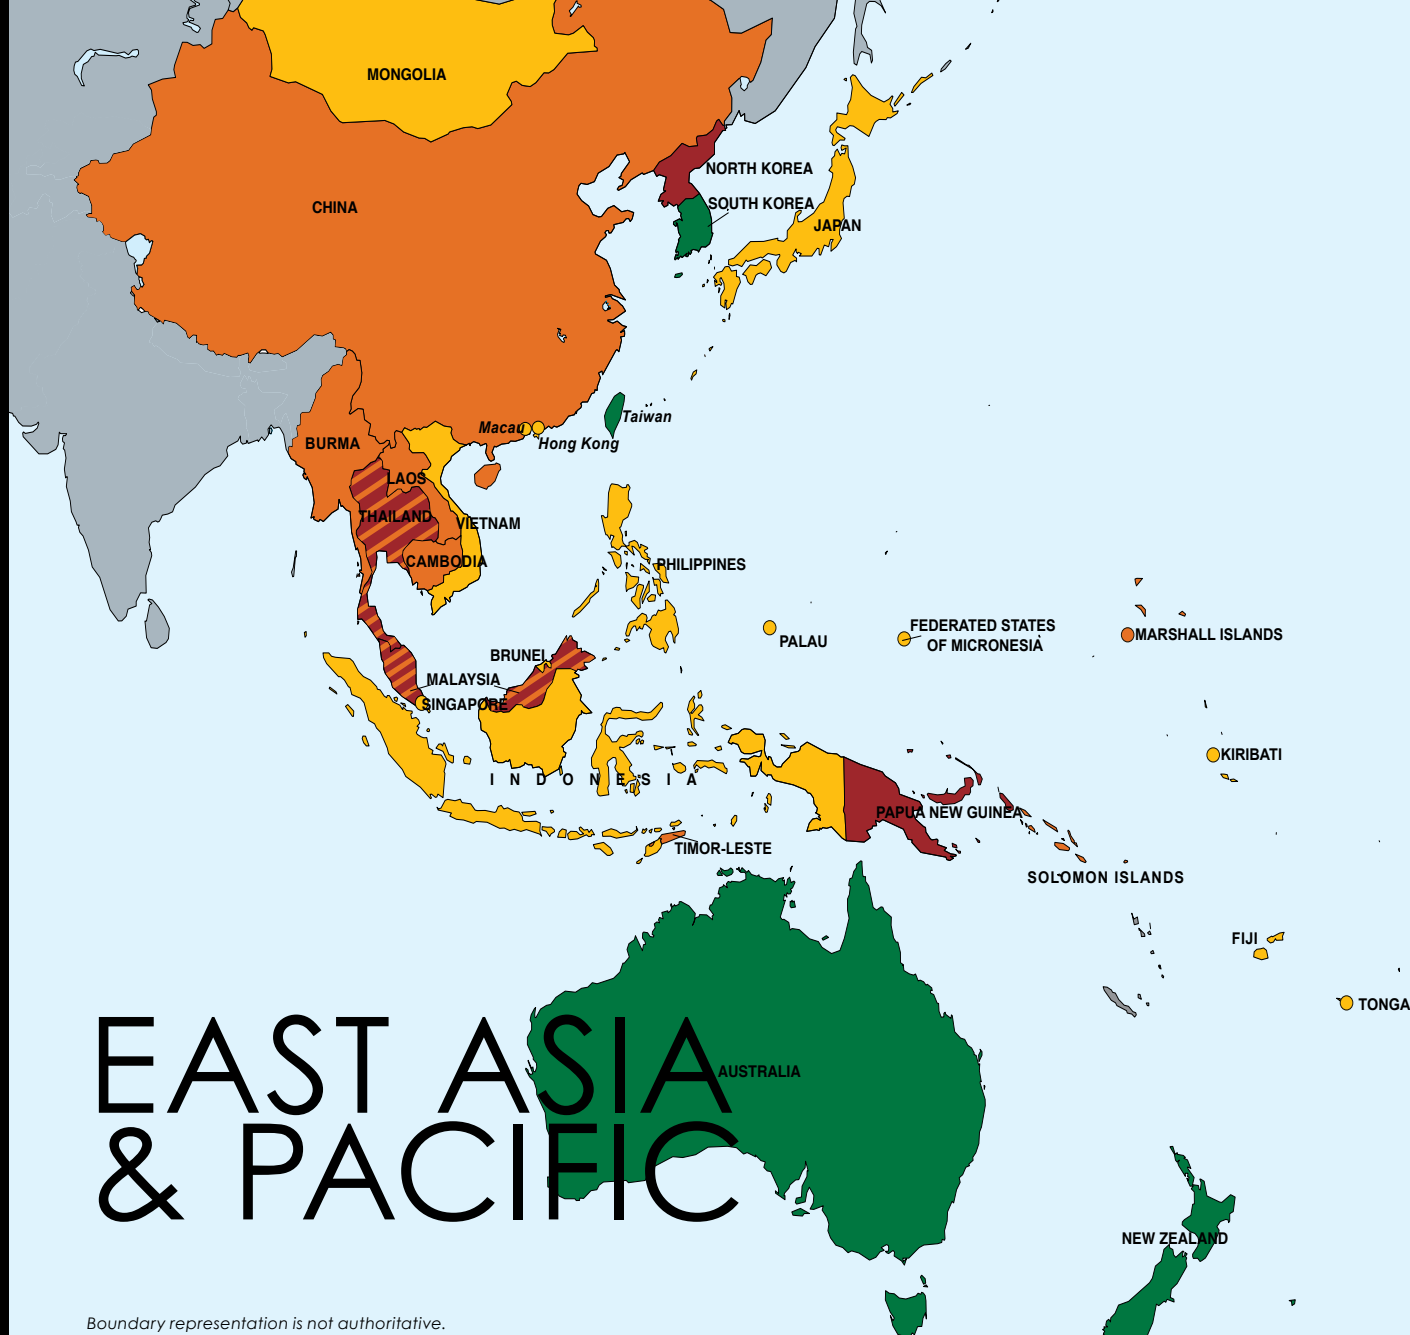 MONGOLIA
NORTH KOREA
SOUTH KOREA
CHINA
JAPAN
Taiwan
Macau
Hong Kong
BURMA
LAOS
THAILAND
VIETNAM
CAMBODIA
PHILIPPINES
FEDERATED STATES
OF MICRONESIA
MARSHALL ISLANDS
PALAU
BRUNEI
MALAYSIA
SINGAPORE
KIRIBATI
INDONESIA
PAPUA NEW GUINEA
TIMOR-LESTE
SOLOMON ISLANDS
FIJI
TONGA
EAST ASIA
& PACIFIC
AUSTRALIA
NEW ZEALAND
Boundary representation is not authoritative.